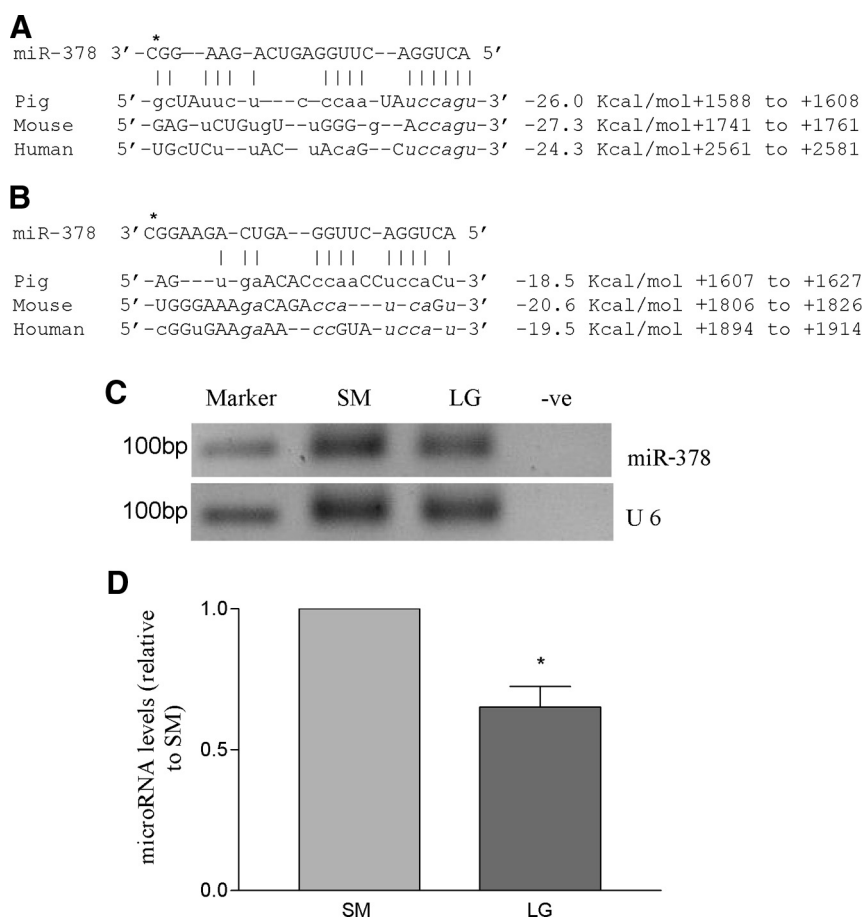 A
*
miR-378 3’-CGG——AAG-ACUGAGGUUC——AGGUCA 5’
|| ||| | |||| ||||||
Pig 5’-gcUAuuc-u———c-ccaa-UAuccagu-3’ -26.0 Kcal/mol+1588 to +1608
Mouse 5’-GAG-uCUGugU——uGGG-g——Accagu-3’ -27.3 Kcal/mol+1741 to +1761
Human 5’-UGcUCu——uAC— uAcaG——Cuccagu-3’ -24.3 Kcal/mol+2561 to +2581
B
*
miR-378 3’CGGAAGA-CUGA--GGUUC-AGGUCA 5’
| || |||| |||| |
Pig 5’-AG---u-gaACACccaaCCuccaCu-3’ -18.5 Kcal/mol +1607 to +1627
Mouse 5’-UGGGAAAgaCAGAcca---u-caGu-3’ -20.6 Kcal/mol +1806 to +1826
Houman 5’-cGGuGAAgaAA--ccGUA-ucca-u-3’ -19.5 Kcal/mol +1894 to +1914
C
Marker SM LG -ve
100bp miR-378
100bp U 6
D
microRNA levels (relative
to SM)
1.0
0.5
0.0
*
SM LG